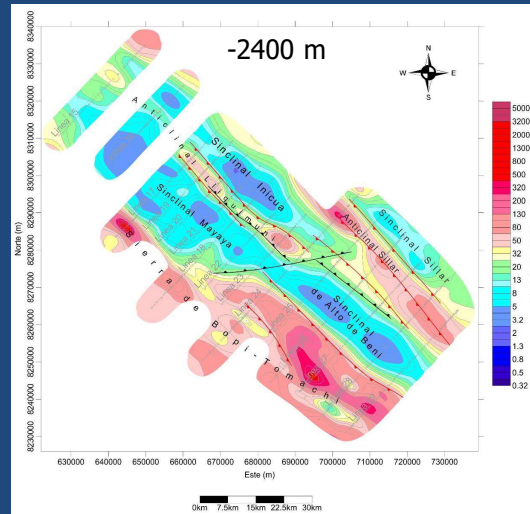 -2400 m
N
W E
S
Norte (m)
8340000
8330000
8320000
8310000
8300000
8290000
8280000
8270000
8260000
8250000
8240000
8230000
5000
3200
2000
1300
800
500
320
200
130
80
50
32
20
13
8
5
3.2
2
1.3
0.8
0.5
0.32
Anticlinal Liquimuni
Sinclinal Inicua
Sinclinal Mayaya
Anticlinal Sillar
Sinclinal Sillar
Sinclinal
de Alto de Beni
Sierra de Bopi-Tomachi
630000 640000 650000 660000 670000 680000 690000 700000 710000 720000 730000
Este (m)
0km 7.5km 15km 22.5km 30km